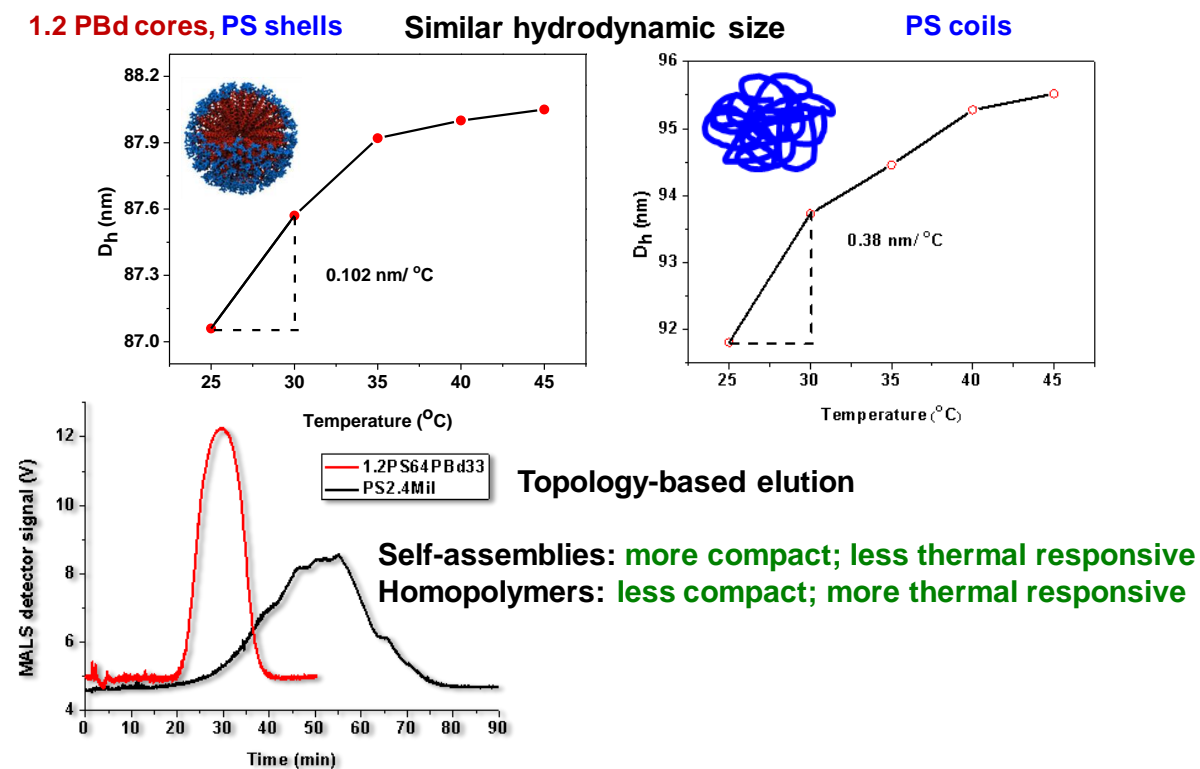 1.2 PBd cores, PS shells
Similar hydrodynamic size
PS coils
88.2
87.9
87.6
87.3
87.0
Dh (nm)
0.102 nm/ °C
25 30 35 40 45
Temperature (°C)
96
95
94
93
92
Dh (nm)
0.38 nm/ °C
25 30 35 40 45
Temperature (°C)
12
10
8
6
4
MALS detector signal (V)
1.2PS64PBd33
PS2.4Mil
0 10 20 30 40 50 60 70 80 90
Time (min)
Topology-based elution
Self-assemblies: more compact; less thermal responsive
Homopolymers: less compact; more thermal responsive